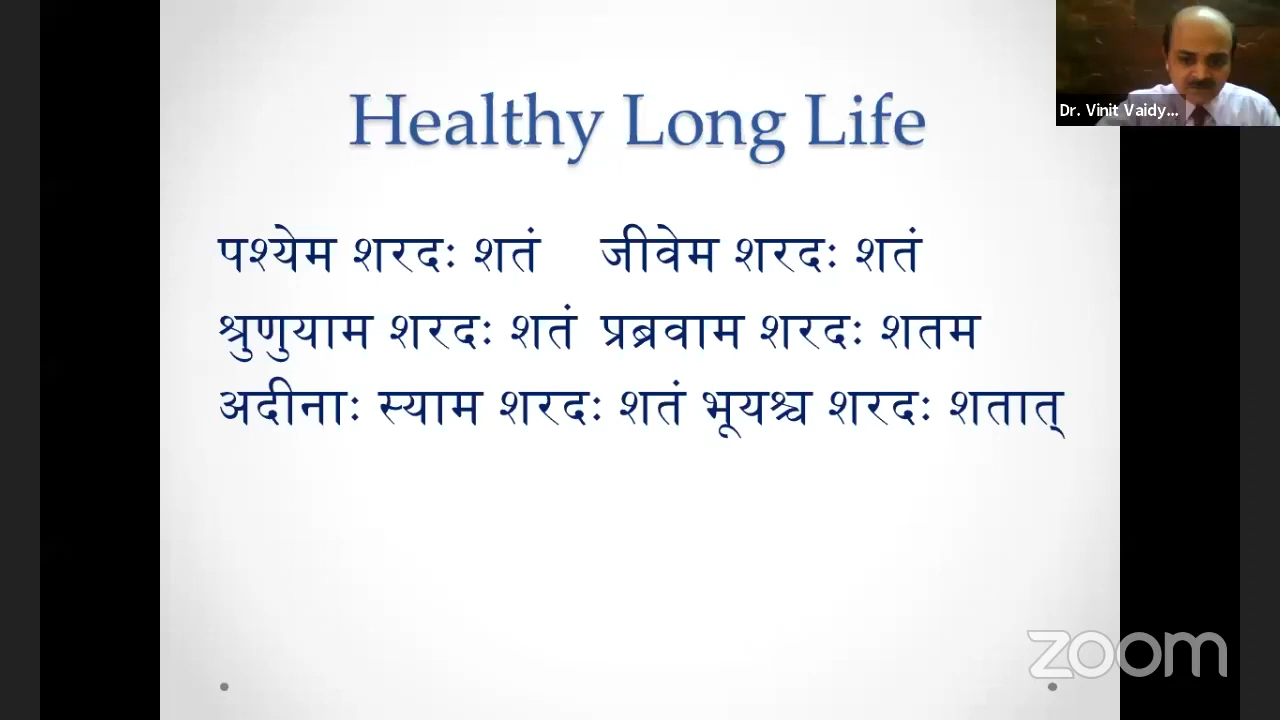 Dr. Vinit Vaidy...
Healthy Long Life
पश्येम शरदः शतं जीवेम शरदः शतं
श्रुणुयाम शरदः शतं प्रब्रवाम शरदः शतम
अदीनाः स्याम शरदः शतं भूयश्च शरदः शतात्
zoom